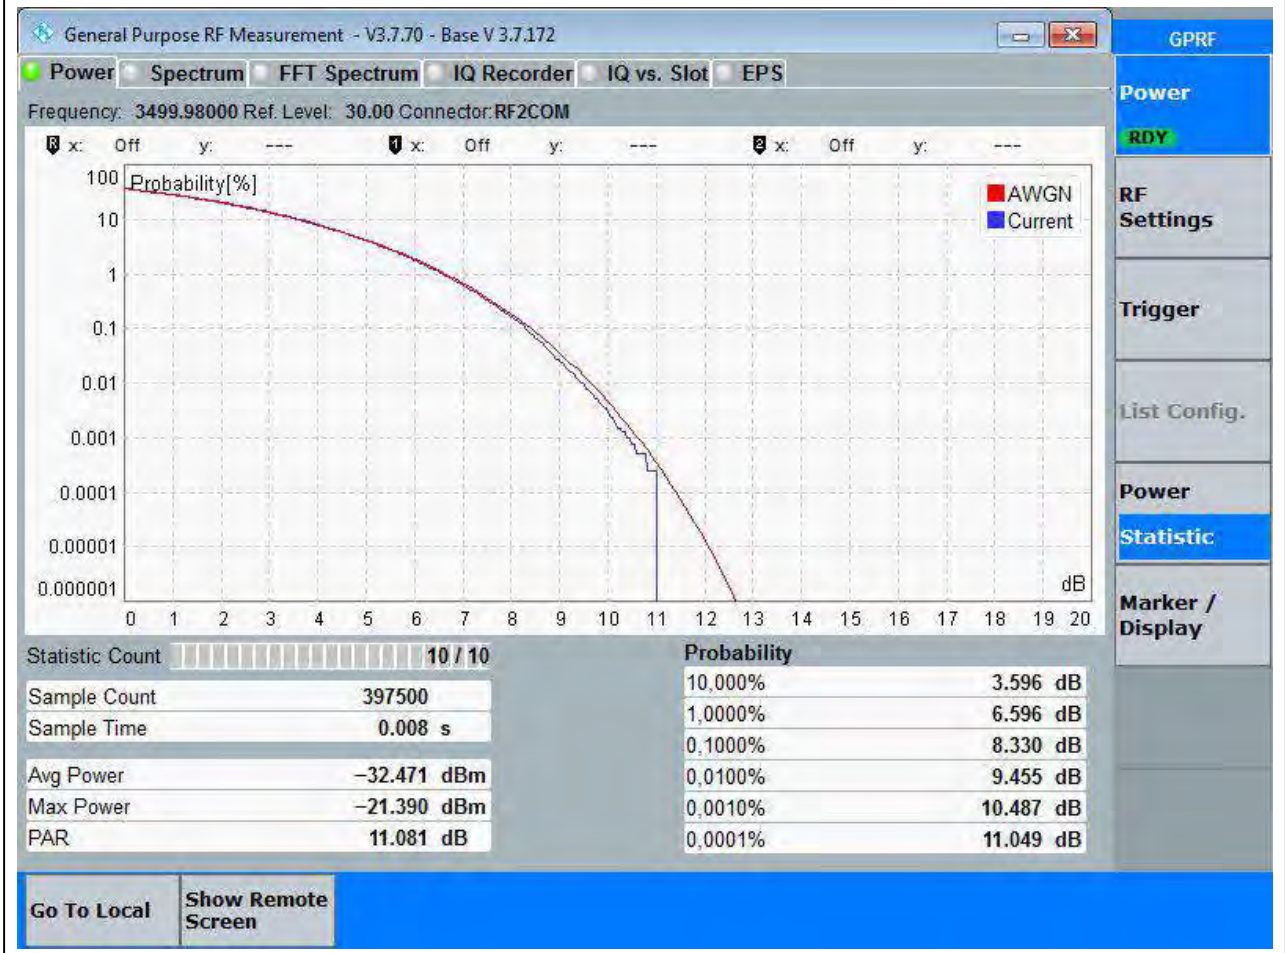 General Purpose RF Measurement - V3.7.70 - Base V 3.7.172
GPRF
Power Spectrum FFT Spectrum IQ Recorder IQ vs. Slot EPS
Frequency: 3499.98000 Ref. Level: 30.00 Connector:RF2COM
R x: Off y: --- 1 x: Off y: --- 2 x: Off y: ---
Probability[%]
AWGN
Current
100
10
1
0.1
0.01
0.001
0.0001
0.00001
0.000001
dB
0 1 2 3 4 5 6 7 8 9 10 11 12 13 14 15 16 17 18 19 20
Statistic Count 10 / 10
Sample Count 397500
Sample Time 0.008 s
Avg Power −32.471 dBm
Max Power −21.390 dBm
PAR 11.081 dB
Probability
10,000% 3.596 dB
1,0000% 6.596 dB
0,1000% 8.330 dB
0,0100% 9.455 dB
0,0010% 10.487 dB
0,0001% 11.049 dB
Power
RDY
RF
Settings
Trigger
List Config.
Power
Statistic
Marker /
Display
Go To Local
Show Remote
Screen